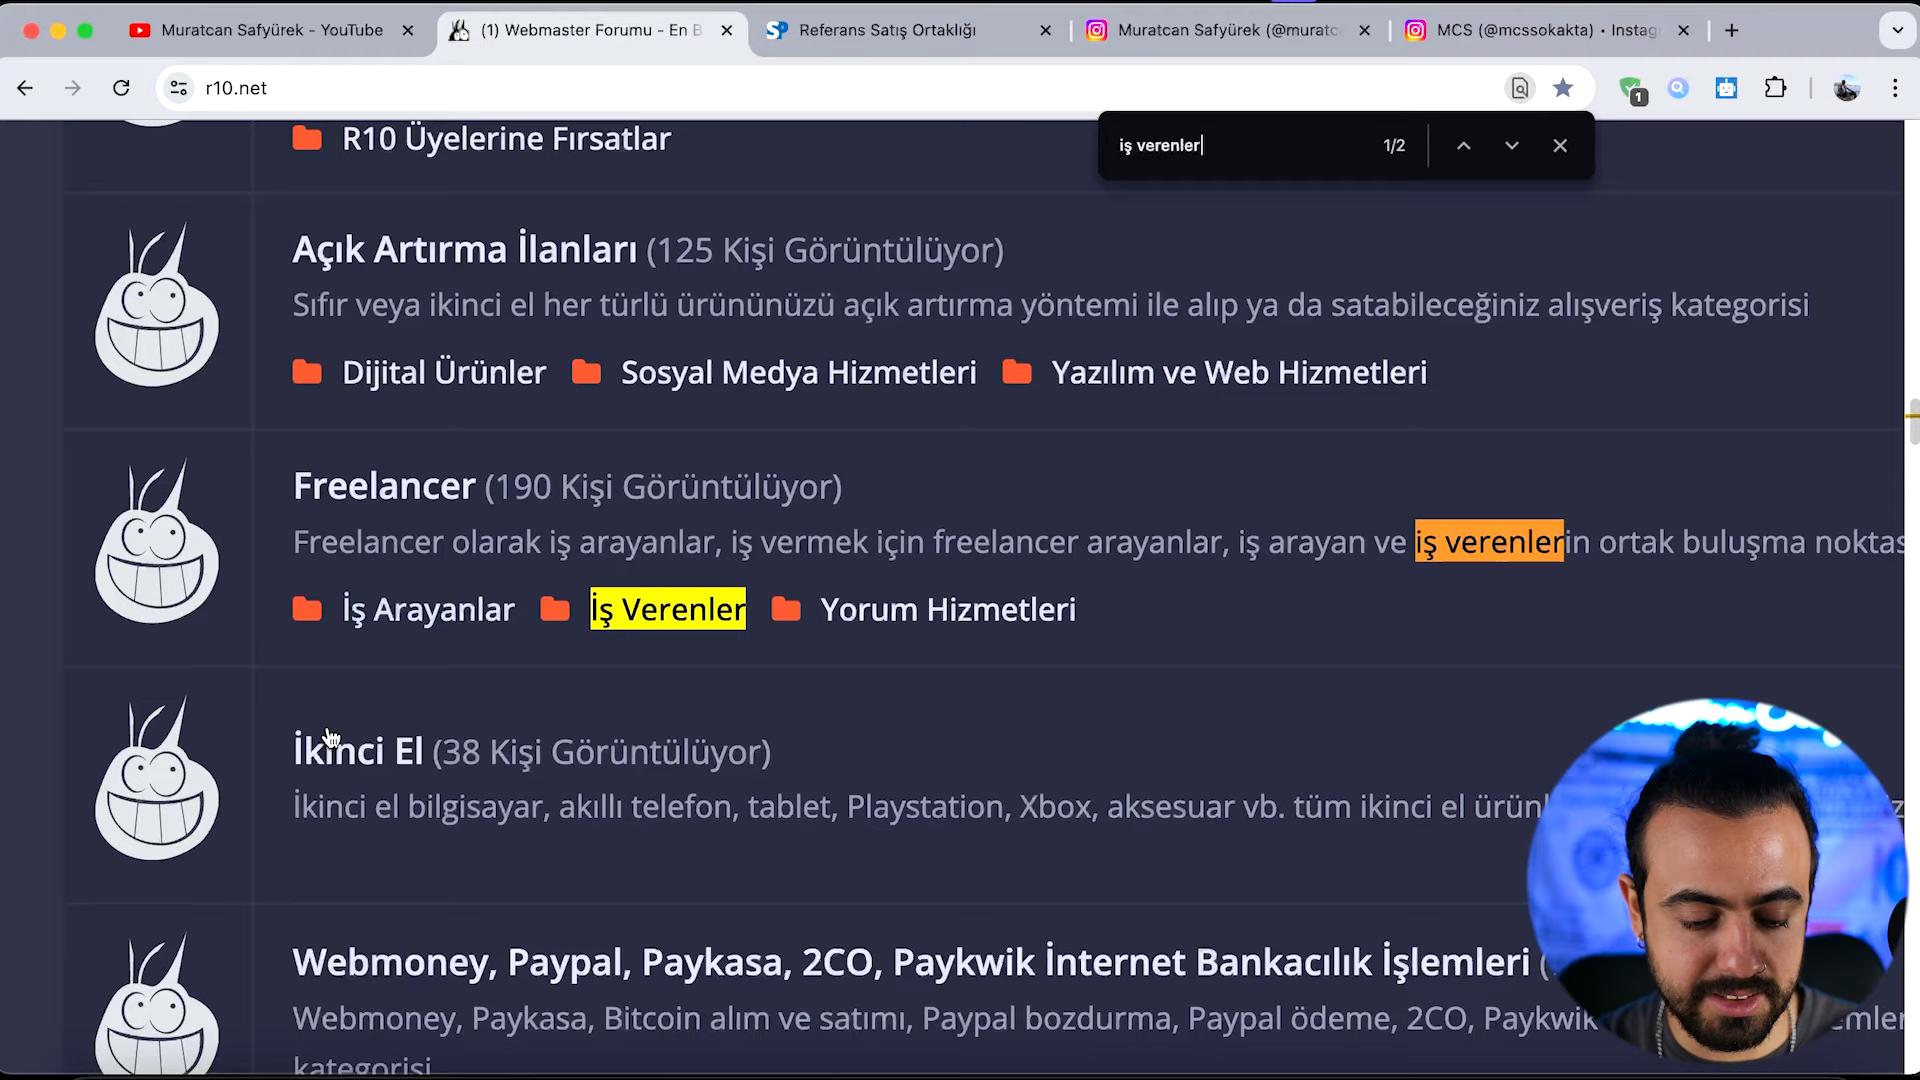 Muratcan Safyürek - YouTube
(1) Webmaster Forumu - En B
SP
Referans Satış Ortaklığı
Muratcan Safyürek (@muratc
MCS (@mcssokakta) • Instag
r10.net
1
iş verenler
1/2
R10 Üyelerine Fırsatlar
Açık Artırma İlanları (125 Kişi Görüntülüyor)
Sıfır veya ikinci el her türlü ürününüzü açık artırma yöntemi ile alıp ya da satabileceğiniz alışveriş kategorisi
Dijital Ürünler Sosyal Medya Hizmetleri Yazılım ve Web Hizmetleri
Freelancer (190 Kişi Görüntülüyor)
Freelancer olarak iş arayanlar, iş vermek için freelancer arayanlar, iş arayan ve iş verenlerin ortak buluşma noktas
İş Arayanlar İş Verenler Yorum Hizmetleri
İkinci El (38 Kişi Görüntülüyor)
İkinci el bilgisayar, akıllı telefon, tablet, Playstation, Xbox, aksesuar vb. tüm ikinci el ürünl
Webmoney, Paypal, Paykasa, 2CO, Paykwik İnternet Bankacılık İşlemleri (
Webmoney, Paykasa, Bitcoin alım ve satımı, Paypal bozdurma, Paypal ödeme, 2CO, Paykwik emler
kategorisi